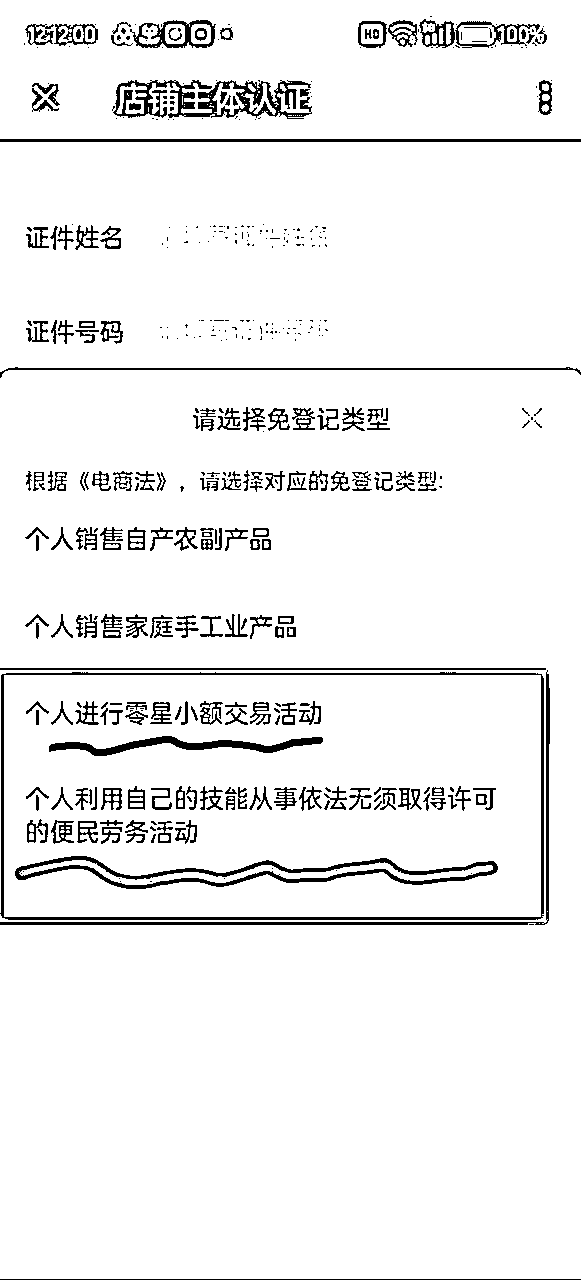 12:12:00
HD
100%
店铺主体认证
证件姓名
证件号码
请选择免登记类型
根据《电商法》，请选择对应的免登记类型:
个人销售自产农副产品
个人销售家庭手工业产品
个人进行零星小额交易活动
个人利用自己的技能从事依法无须取得许可
的便民劳务活动